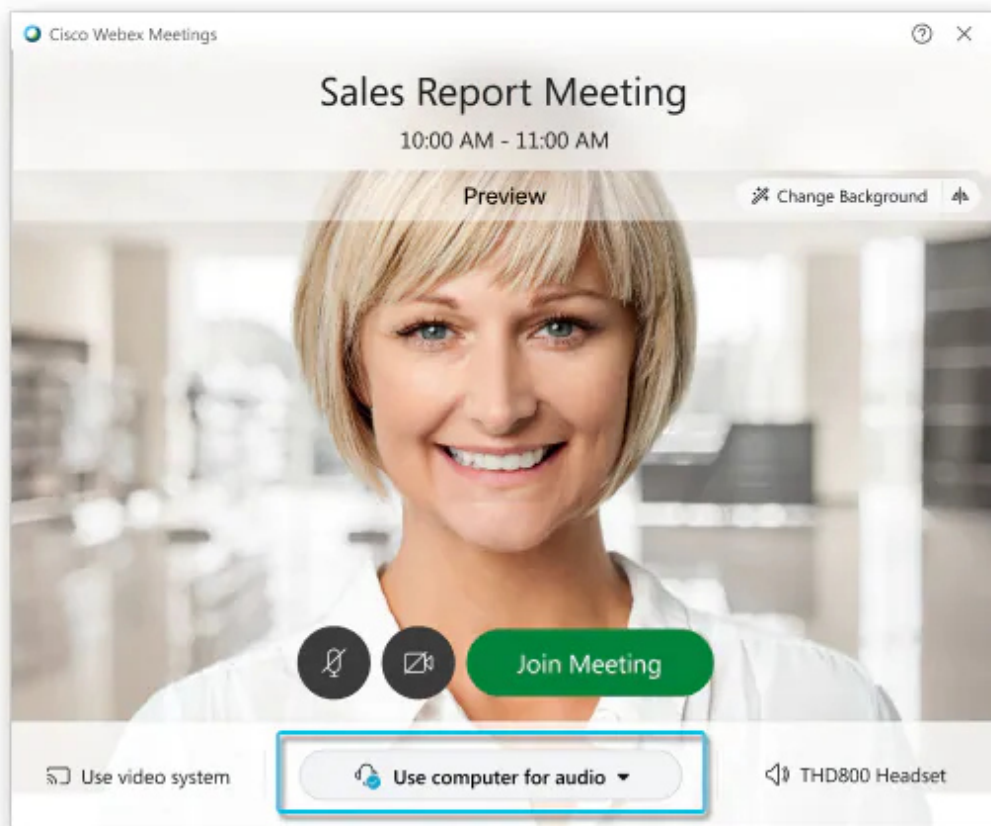 Cisco Webex Meetings
Sales Report Meeting
10:00 AM - 11:00 AM
Preview
Change Background
Join Meeting
Use video system
Use computer for audio
THD800 Headset